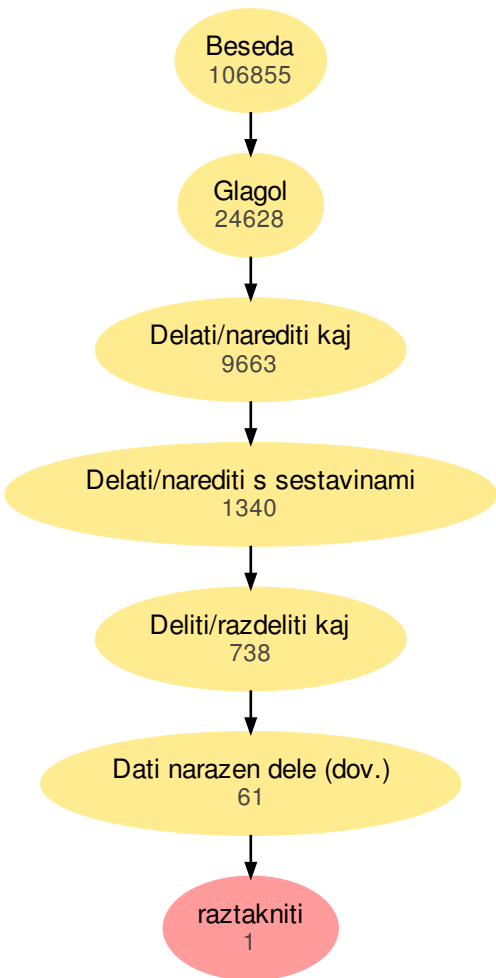 Beseda
106855
Glagol
24628
Delati/narediti kaj
9663
Delati/narediti s sestavinami
1340
Deliti/razdeliti kaj
738
Dati narazen dele (dov.)
61
raztakniti
1